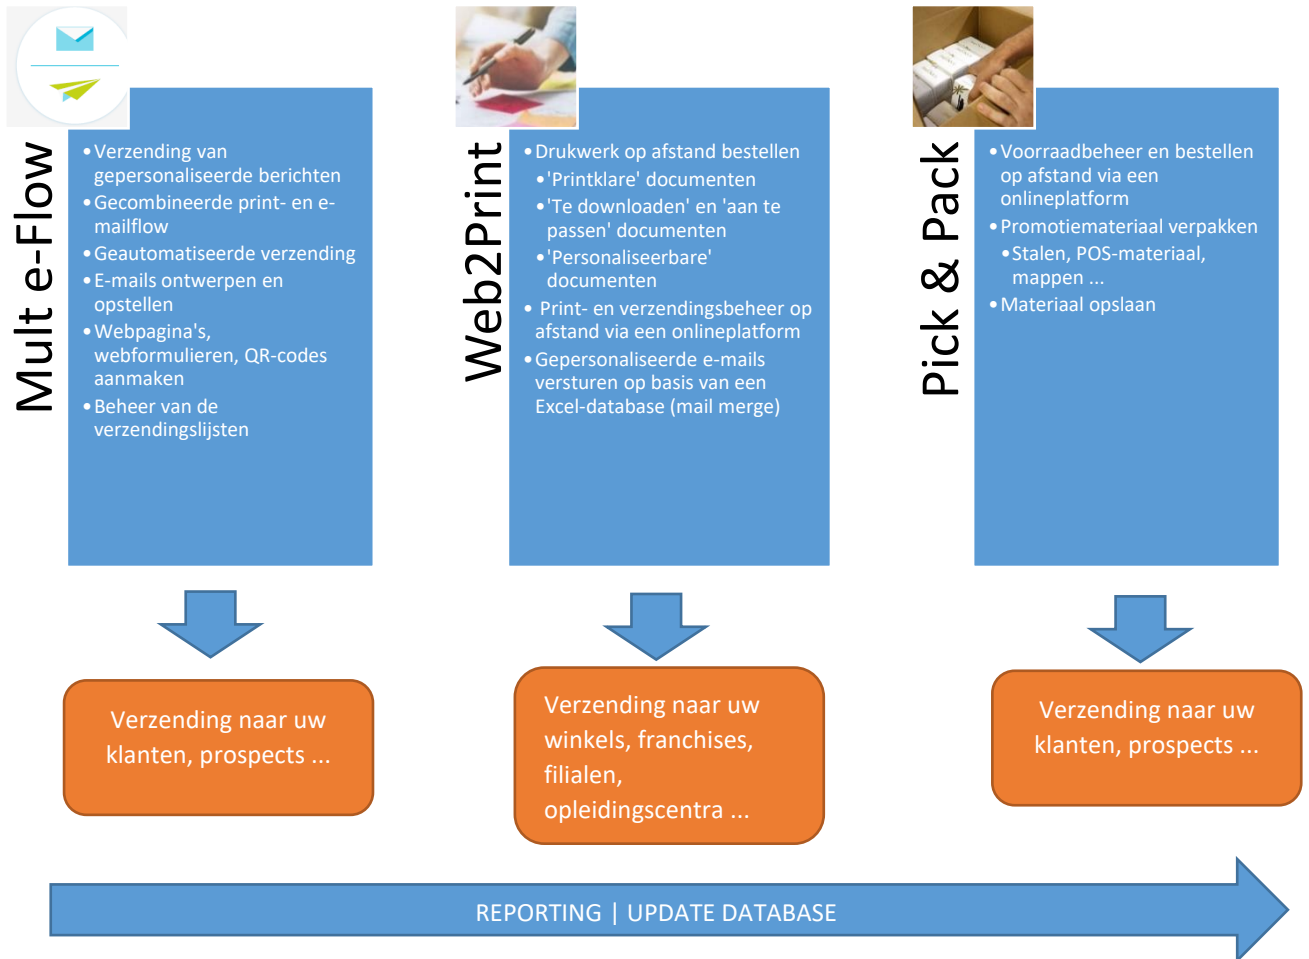 Mult e-Flow
•Verzending van
gepersonaliseerde berichten
•Gecombineerde print- en e-
mailflow
•Geautomatiseerde verzending
•E-mails ontwerpen en
opstellen
•Webpagina's,
webformulieren, QR-codes
aanmaken
•Beheer van de
verzendingslijsten
Verzending naar uw
klanten, prospects ...
Web2Print
•Drukwerk op afstand bestellen
•'Printklare' documenten
•'Te downloaden' en 'aan te
passen' documenten
•'Personaliseerbare'
documenten
• Print- en verzendingsbeheer op
afstand via een onlineplatform
•Gepersonaliseerde e-mails
versturen op basis van een
Excel-database (mail merge)
Verzending naar uw
winkels, franchises,
filialen,
opleidingscentra ...
Pick & Pack
•Voorraadbeheer en bestellen
op afstand via een
onlineplatform
•Promotiemateriaal verpakken
•Stalen, POS-materiaal,
mappen ...
•Materiaal opslaan
Verzending naar uw
klanten, prospects ...
REPORTING | UPDATE DATABASE